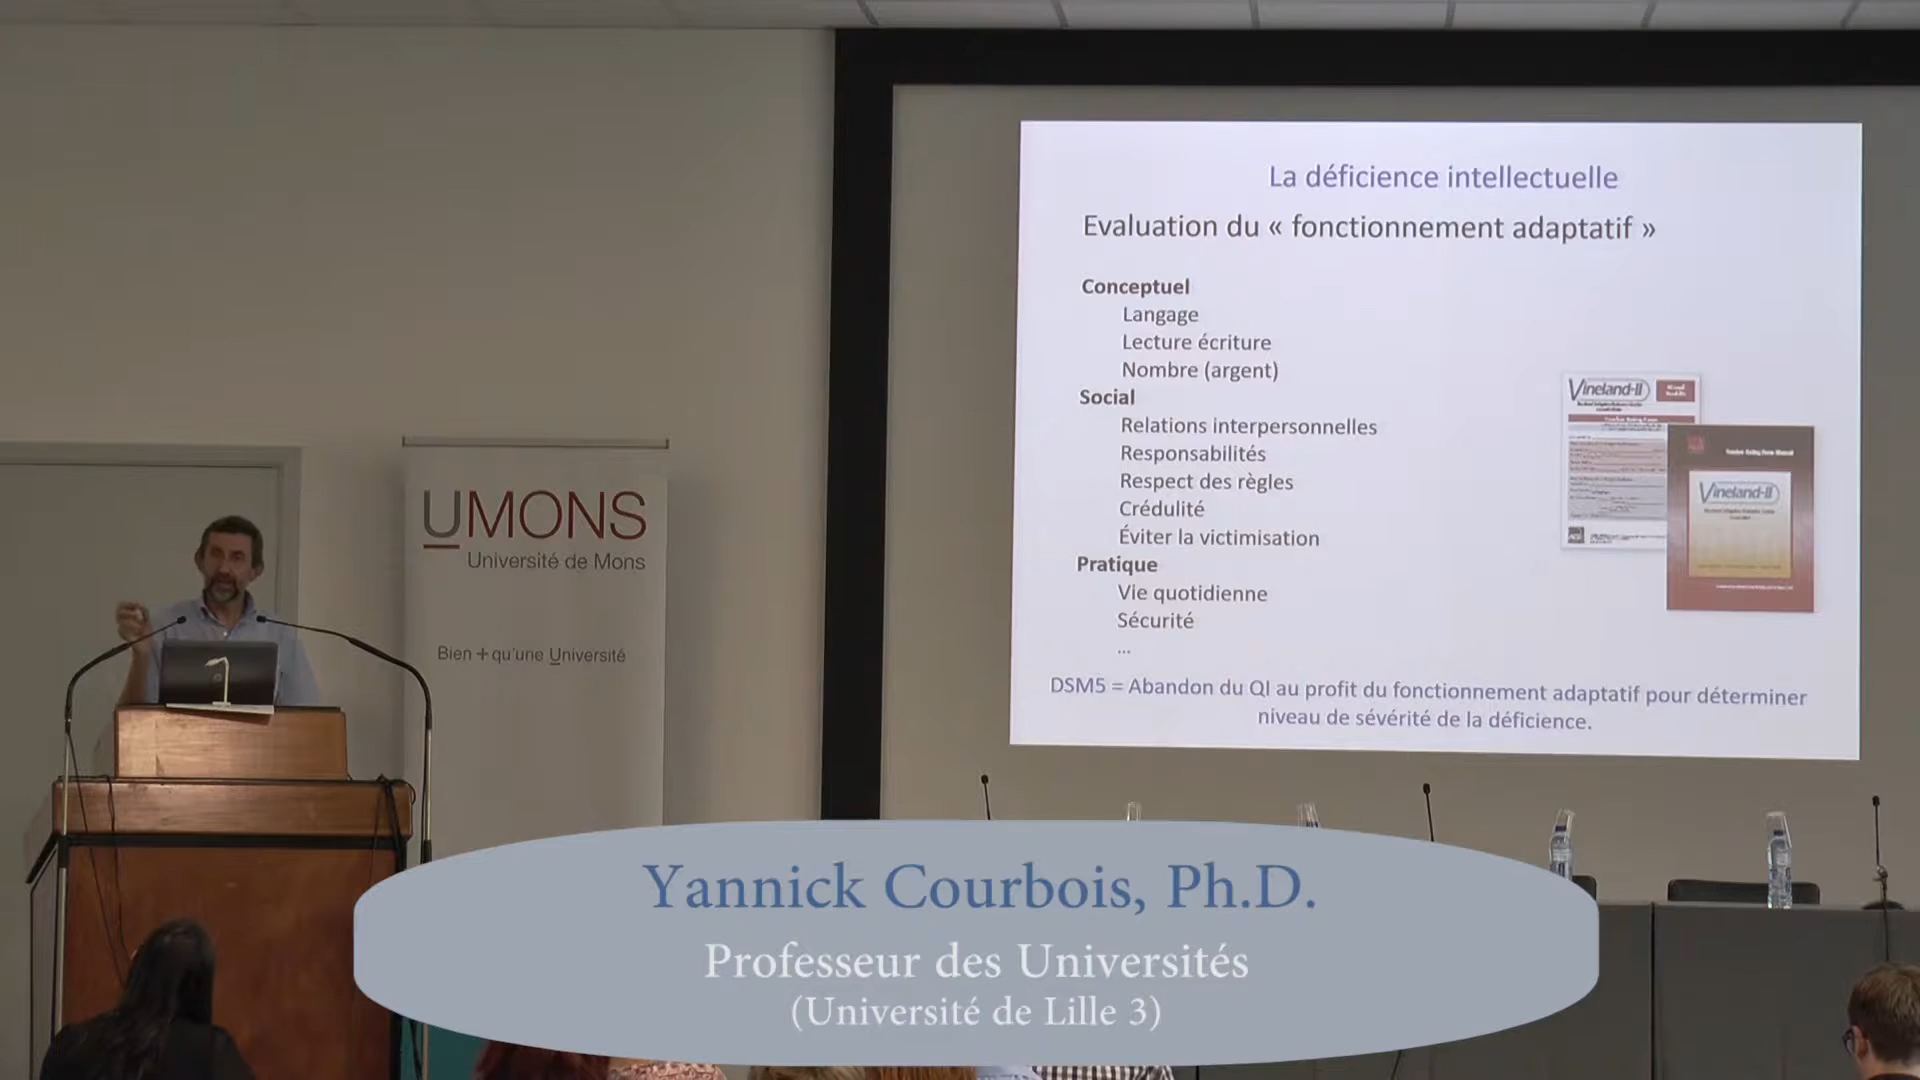 La déficience intellectuelle
Evaluation du « fonctionnement adaptatif »
Conceptuel
Langage
Lecture écriture
Nombre (argent)
Social
Relations interpersonnelles
Responsabilités
Respect des règles
Crédulité
Éviter la victimisation
Pratique
Vie quotidienne
Sécurité
...
DSM5 = Abandon du QI au profit du fonctionnement adaptatif pour déterminer
niveau de sévérité de la déficience.
Vineland-II
Vineland-II
UMONS
Université de Mons
Bien + qu'une Université
Yannick Courbois, Ph.D.
Professeur des Universités
(Université de Lille 3)